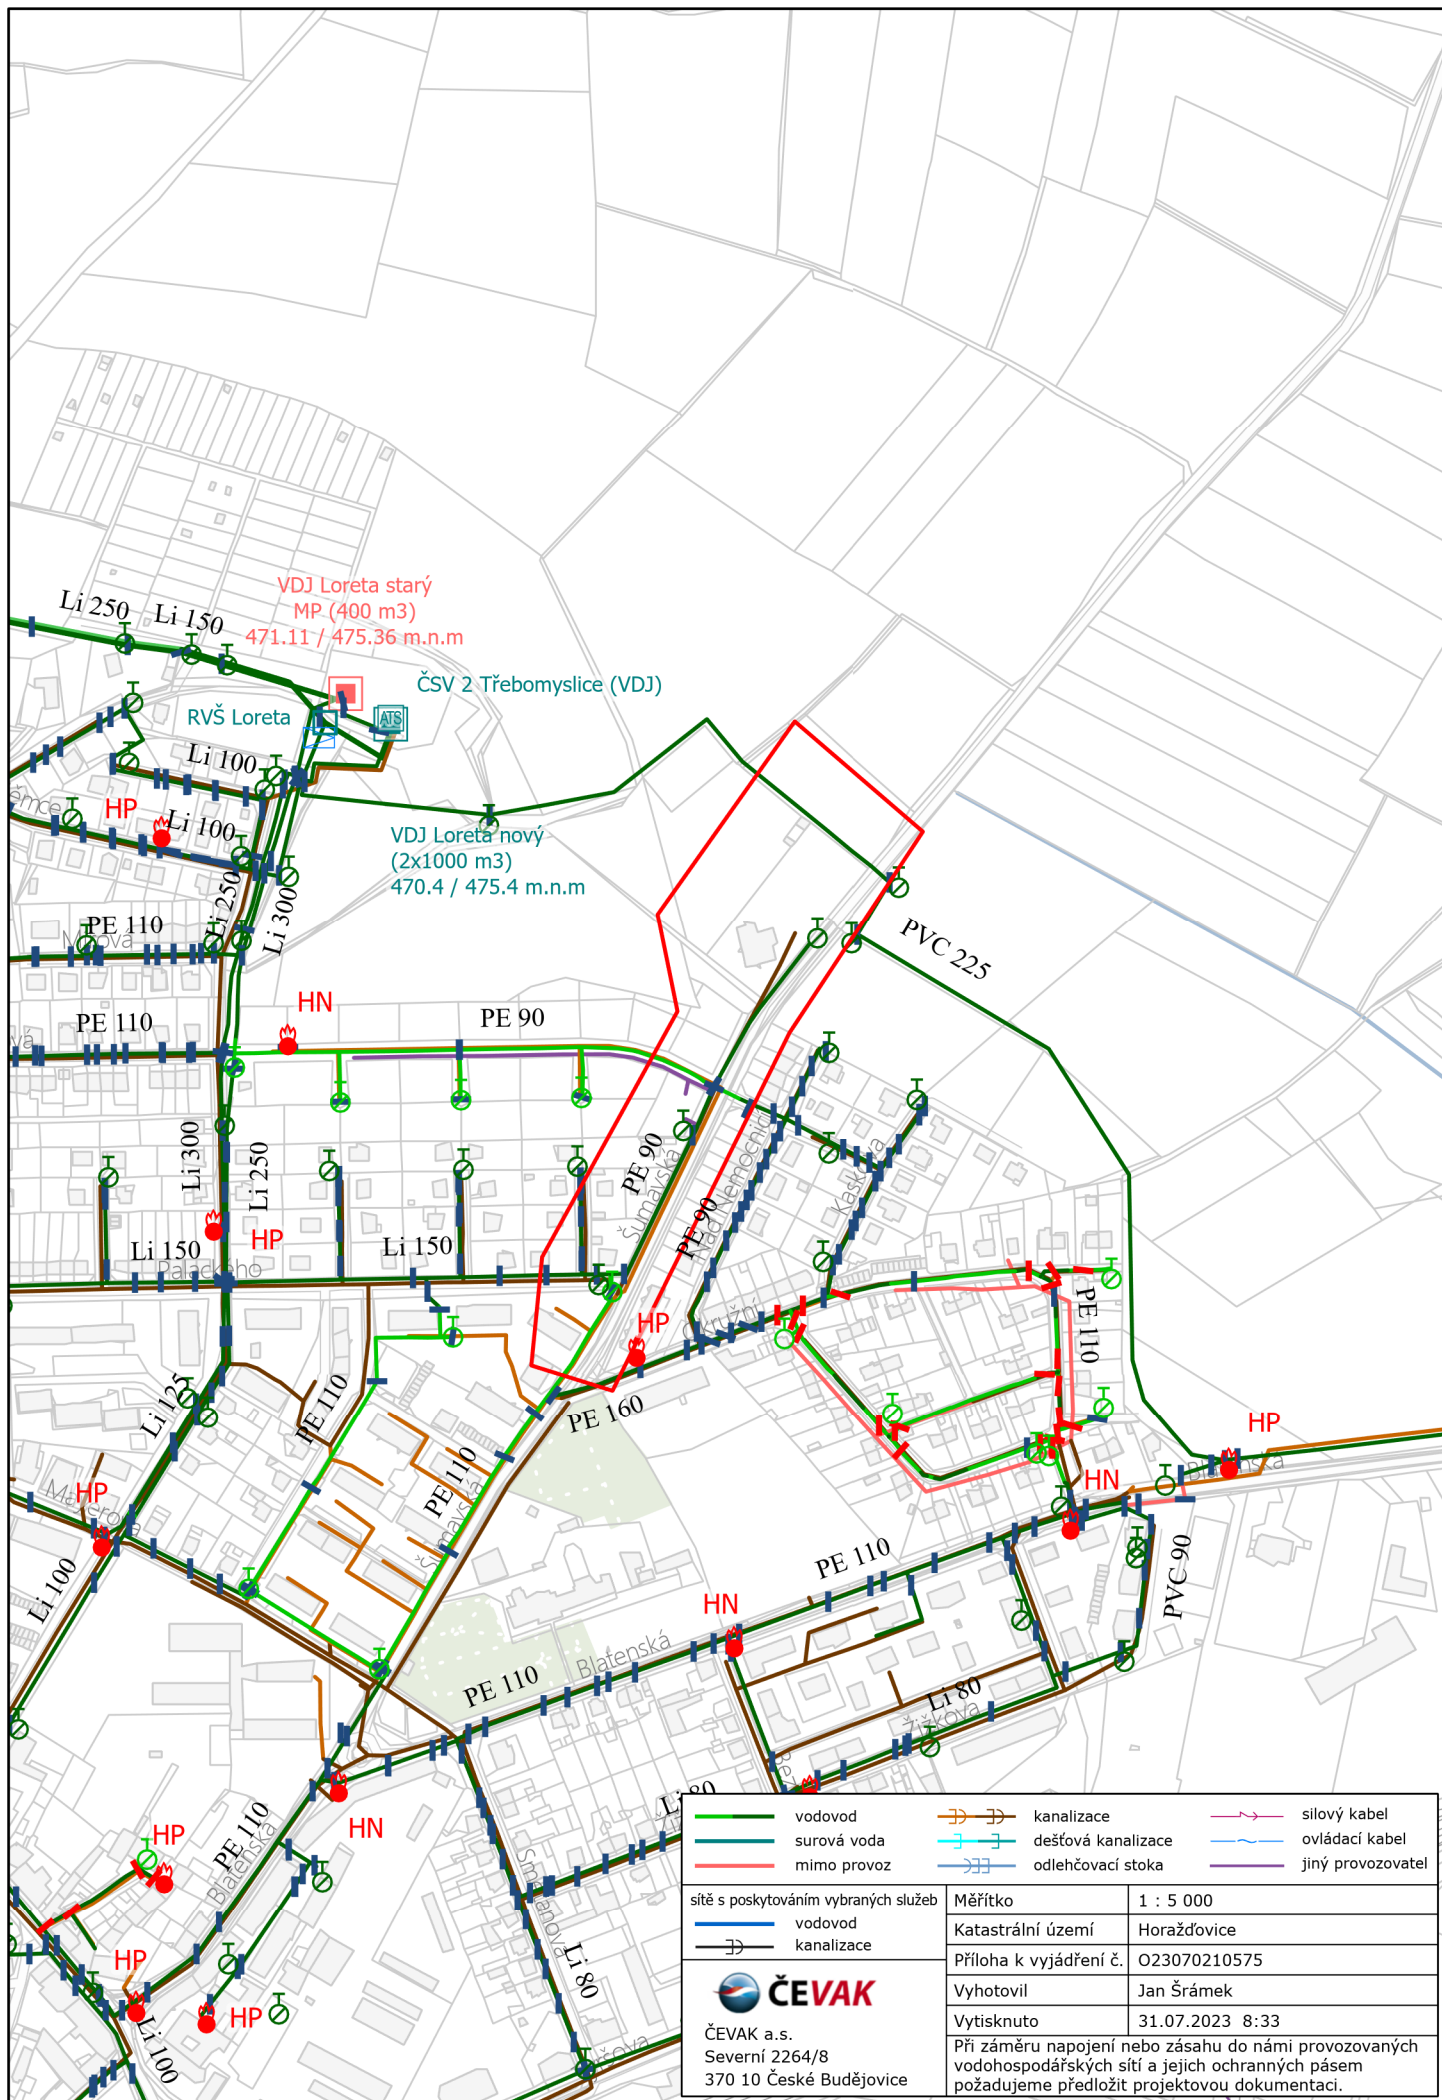 VDJ Loreta starý
MP (400 m3)
471.11 / 475.36 m.n.m
Li 250
Li 150
ČSV 2 Třebomyslice (VDJ)
RVŠ Loreta
ATS
Li 100
HP
Li 100
VDJ Loreta nový
(2x1000 m3)
470.4 / 475.4 m.n.m
Li 250
Li 300
PE 110
PVC 225
HN
PE 110
PE 90
Li 300
Li 250
PE 90
Šumavská
PE 90
Nad Nemocnicí
Kaskova
HP
Li 150
Palackého
Li 150
HP
Okružní
PE 110
Li 125
PE 110
PE 160
HP
Blatenská
HP
HN
PE 110
Šumavská
Li 100
PE 110
PVC 90
HN
Blatenská
PE 110
Li 80
Žižkova
Li 80
HN
HP
PE 110
Blatenská
Smetanova
Li 80
HP
HP
Li 100
vodovod
kanalizace
silový kabel
surová voda
dešťová kanalizace
ovládací kabel
mimo provoz
odlehčovací stoka
jiný provozovatel
sítě s poskytováním vybraných služeb
vodovod
kanalizace
Měřítko 1 : 5 000
Katastrální území Horažďovice
Příloha k vyjádření č. O23070210575
Vyhotovil Jan Šrámek
Vytisknuto 31.07.2023 8:33
ČEVAK
ČEVAK a.s.
Severní 2264/8
370 10 České Budějovice
Při záměru napojení nebo zásahu do námi provozovaných
vodohospodářských sítí a jejich ochranných pásem
požadujeme předložit projektovou dokumentaci.